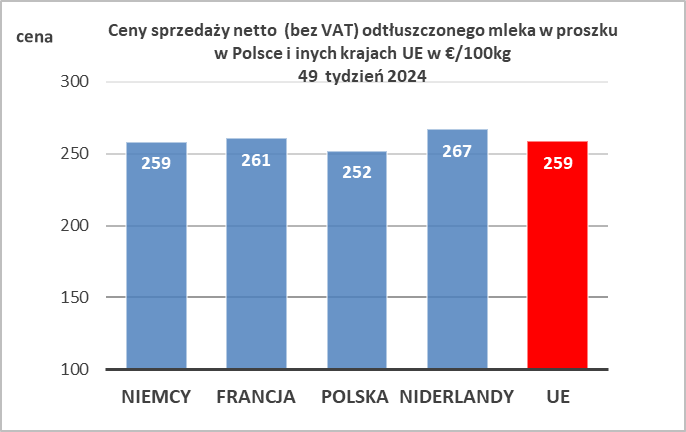 cena
Ceny sprzedaży netto (bez VAT) odtłuszczonego mleka w proszku
w Polsce i inych krajach UE w €/100kg
49 tydzień 2024
300
250
200
150
100
259
261
252
267
259
NIEMCY FRANCJA POLSKA NIDERLANDY UE